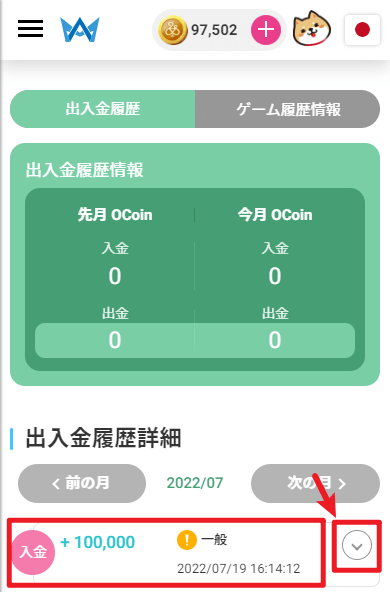 97,502
出入金履歴 ゲーム履歴情報
出入金履歴情報
先月 OCoin 今月 OCoin
入金 入金
0 0
出金 出金
0 0
出入金履歴詳細
前の月 2022/07 次の月
入金 + 100,000 一般
2022/07/19 16:14:12